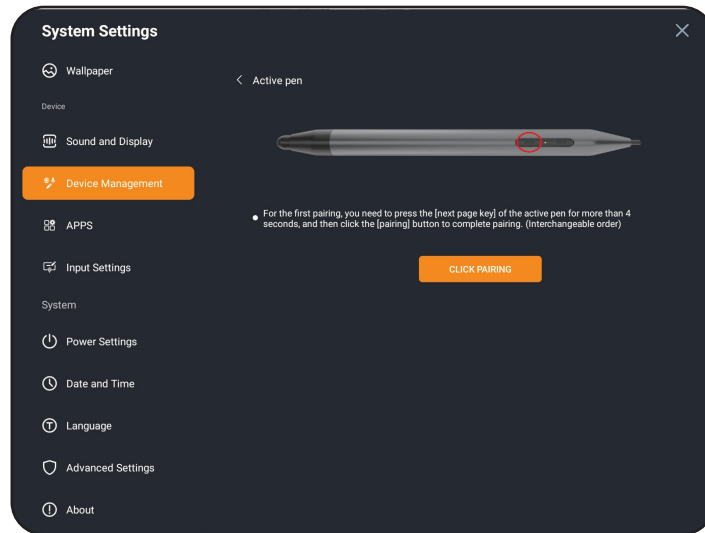 System Settings
Wallpaper
Device
Sound and Display
Device Management
APPS
Input Settings
System
Power Settings
Date and Time
Language
Advanced Settings
About
Active pen
For the first pairing, you need to press the [next page key] of the active pen for more than 4
seconds, and then click the [pairing] button to complete pairing. (Interchangeable order)
CLICK PAIRING